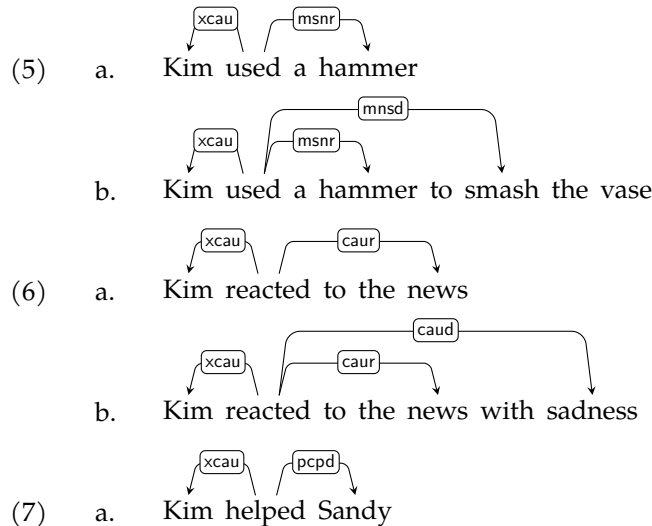 xcau msnr
(5) a. Kim used a hammer
mnsd
xcau msnr
b. Kim used a hammer to smash the vase
xcau caur
(6) a. Kim reacted to the news
caud
xcau caur
b. Kim reacted to the news with sadness
xcau pcpd
(7) a. Kim helped Sandy